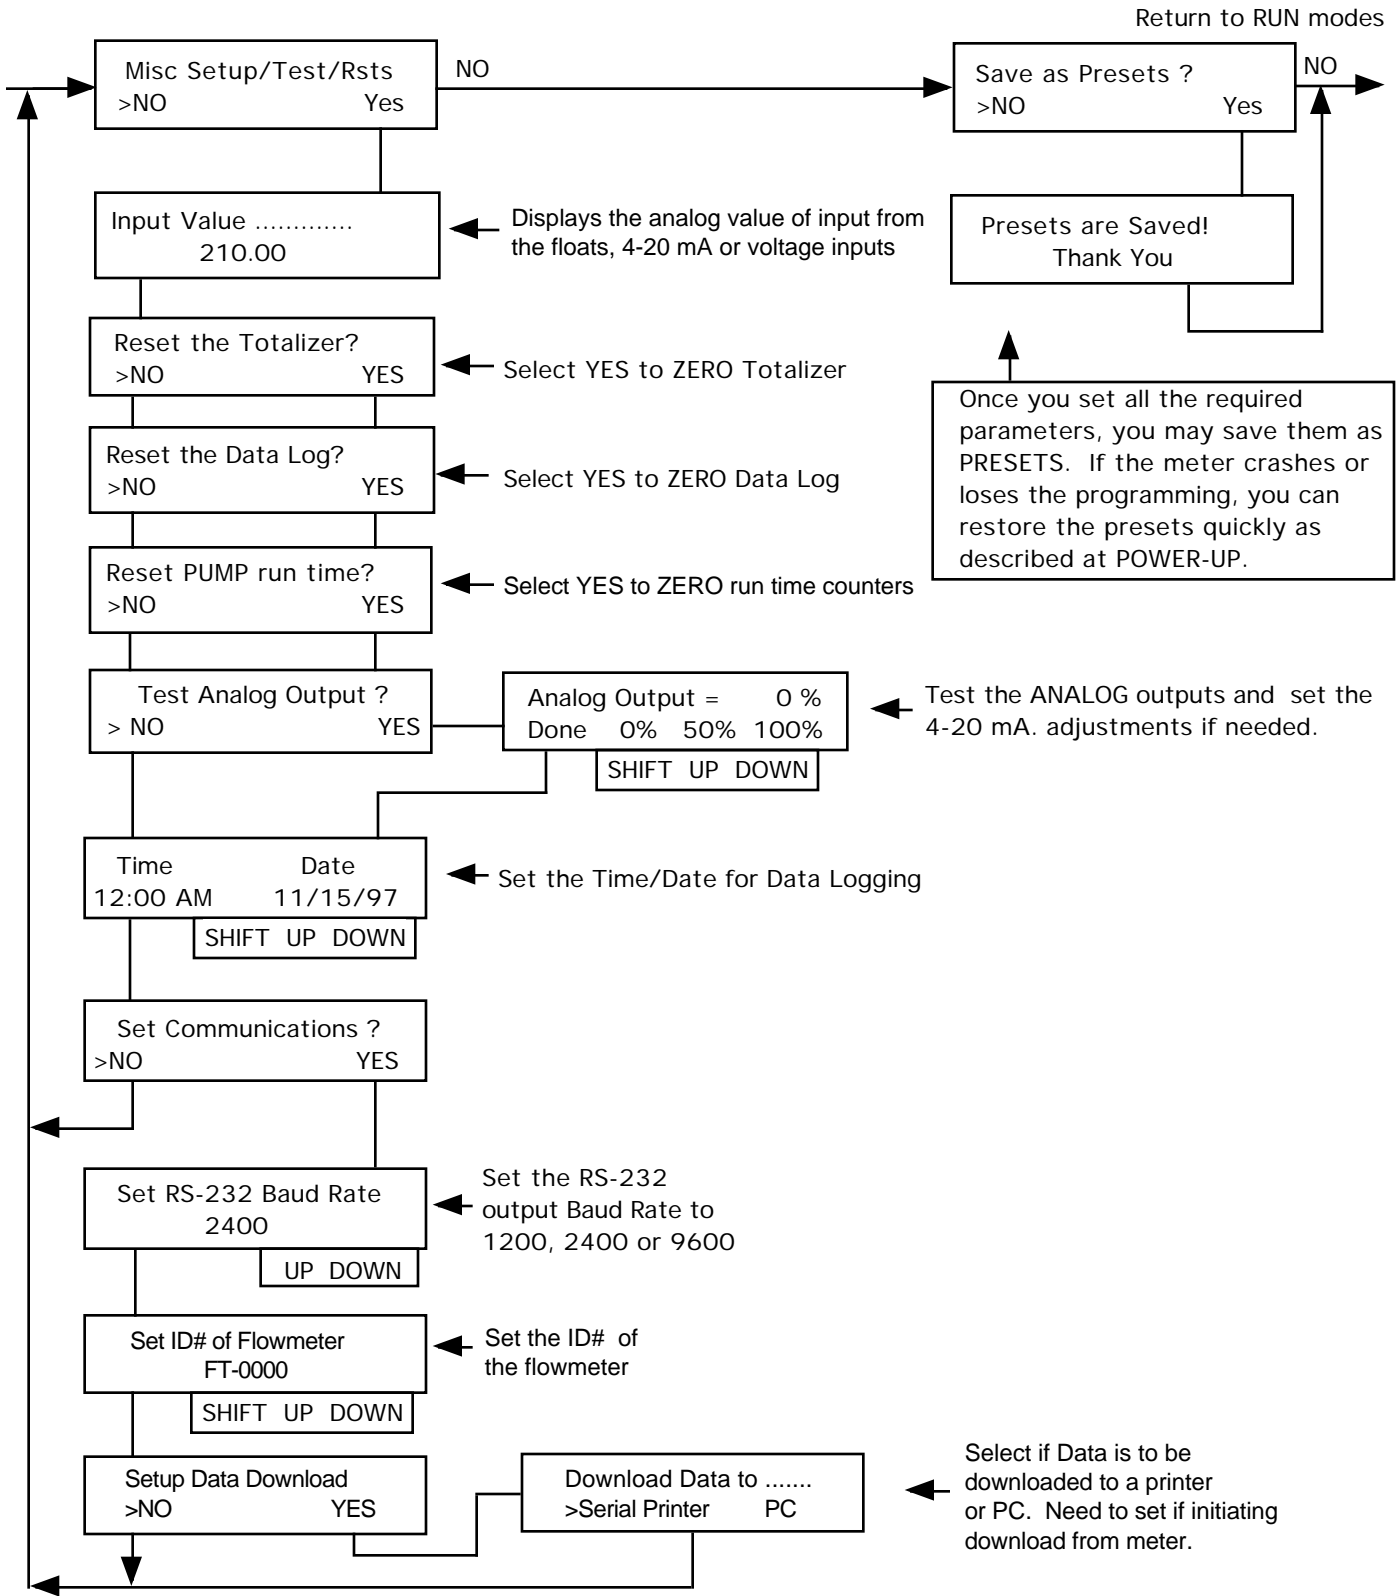 Return to RUN modes
Misc Setup/Test/Rsts
>NO Yes
NO
Save as Presets ?
>NO Yes
NO
Input Value .............
210.00
Displays the analog value of input from
the floats, 4-20 mA or voltage inputs
Presets are Saved!
Thank You
Reset the Totalizer?
>NO YES
Select YES to ZERO Totalizer
Once you set all the required
parameters, you may save them as
PRESETS.  If the meter crashes or
loses the programming, you can
restore the presets quickly as
described at POWER-UP.
Reset the Data Log?
>NO YES
Select YES to ZERO Data Log
Reset PUMP run time?
>NO YES
Select YES to ZERO run time counters
Test Analog Output ?
> NO YES
Analog Output = 0 %
Done 0% 50% 100%
SHIFT UP DOWN
Test the ANALOG outputs and  set the
4-20 mA. adjustments if needed.
Time Date
12:00 AM 11/15/97
SHIFT UP DOWN
Set the Time/Date for Data Logging
Set Communications ?
>NO YES
Set RS-232 Baud Rate
2400
UP DOWN
Set the RS-232
output Baud Rate to
1200, 2400 or 9600
Set ID# of Flowmeter
FT-0000
SHIFT UP DOWN
Set the ID#  of
the flowmeter
Setup Data Download
>NO YES
Download Data to .......
>Serial Printer PC
Select if Data is to be
downloaded to a printer
or PC.  Need to set if initiating
download from meter.